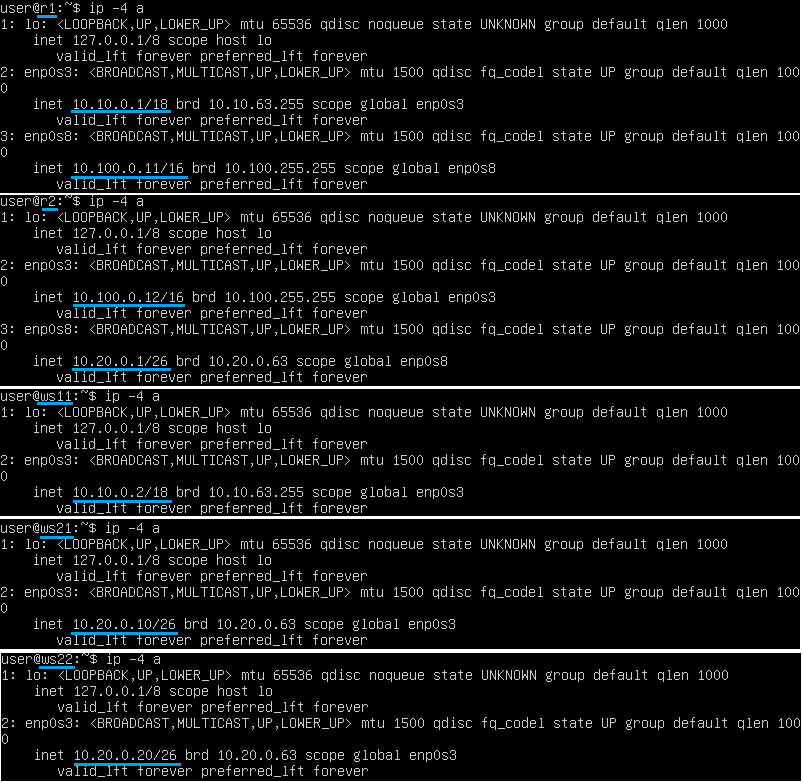 user@r1:~$ ip -4 a
1: lo: <LOOPBACK,UP,LOWER_UP> mtu 65536 qdisc noqueue state UNKNOWN group default qlen 1000
    inet 127.0.0.1/8 scope host lo
       valid_lft forever preferred_lft forever
2: enp0s3: <BROADCAST,MULTICAST,UP,LOWER_UP> mtu 1500 qdisc fq_codel state UP group default qlen 100
0
    inet 10.10.0.1/18 brd 10.10.63.255 scope global enp0s3
       valid_lft forever preferred_lft forever
3: enp0s8: <BROADCAST,MULTICAST,UP,LOWER_UP> mtu 1500 qdisc fq_codel state UP group default qlen 100
0
    inet 10.100.0.11/16 brd 10.100.255.255 scope global enp0s8
       valid_lft forever preferred_lft forever
user@r2:~$ ip -4 a
1: lo: <LOOPBACK,UP,LOWER_UP> mtu 65536 qdisc noqueue state UNKNOWN group default qlen 1000
    inet 127.0.0.1/8 scope host lo
       valid_lft forever preferred_lft forever
2: enp0s3: <BROADCAST,MULTICAST,UP,LOWER_UP> mtu 1500 qdisc fq_codel state UP group default qlen 100
0
    inet 10.100.0.12/16 brd 10.100.255.255 scope global enp0s3
       valid_lft forever preferred_lft forever
3: enp0s8: <BROADCAST,MULTICAST,UP,LOWER_UP> mtu 1500 qdisc fq_codel state UP group default qlen 100
0
    inet 10.20.0.1/26 brd 10.20.0.63 scope global enp0s8
       valid_lft forever preferred_lft forever
user@ws11:~$ ip -4 a
1: lo: <LOOPBACK,UP,LOWER_UP> mtu 65536 qdisc noqueue state UNKNOWN group default qlen 1000
    inet 127.0.0.1/8 scope host lo
       valid_lft forever preferred_lft forever
2: enp0s3: <BROADCAST,MULTICAST,UP,LOWER_UP> mtu 1500 qdisc fq_codel state UP group default qlen 100
0
    inet 10.10.0.2/18 brd 10.10.63.255 scope global enp0s3
       valid_lft forever preferred_lft forever
user@ws21:~$ ip -4 a
1: lo: <LOOPBACK,UP,LOWER_UP> mtu 65536 qdisc noqueue state UNKNOWN group default qlen 1000
    inet 127.0.0.1/8 scope host lo
       valid_lft forever preferred_lft forever
2: enp0s3: <BROADCAST,MULTICAST,UP,LOWER_UP> mtu 1500 qdisc fq_codel state UP group default qlen 100
0
    inet 10.20.0.10/26 brd 10.20.0.63 scope global enp0s3
       valid_lft forever preferred_lft forever
user@ws22:~$ ip -4 a
1: lo: <LOOPBACK,UP,LOWER_UP> mtu 65536 qdisc noqueue state UNKNOWN group default qlen 1000
    inet 127.0.0.1/8 scope host lo
       valid_lft forever preferred_lft forever
2: enp0s3: <BROADCAST,MULTICAST,UP,LOWER_UP> mtu 1500 qdisc fq_codel state UP group default qlen 100
0
    inet 10.20.0.20/26 brd 10.20.0.63 scope global enp0s3
       valid_lft forever preferred_lft forever